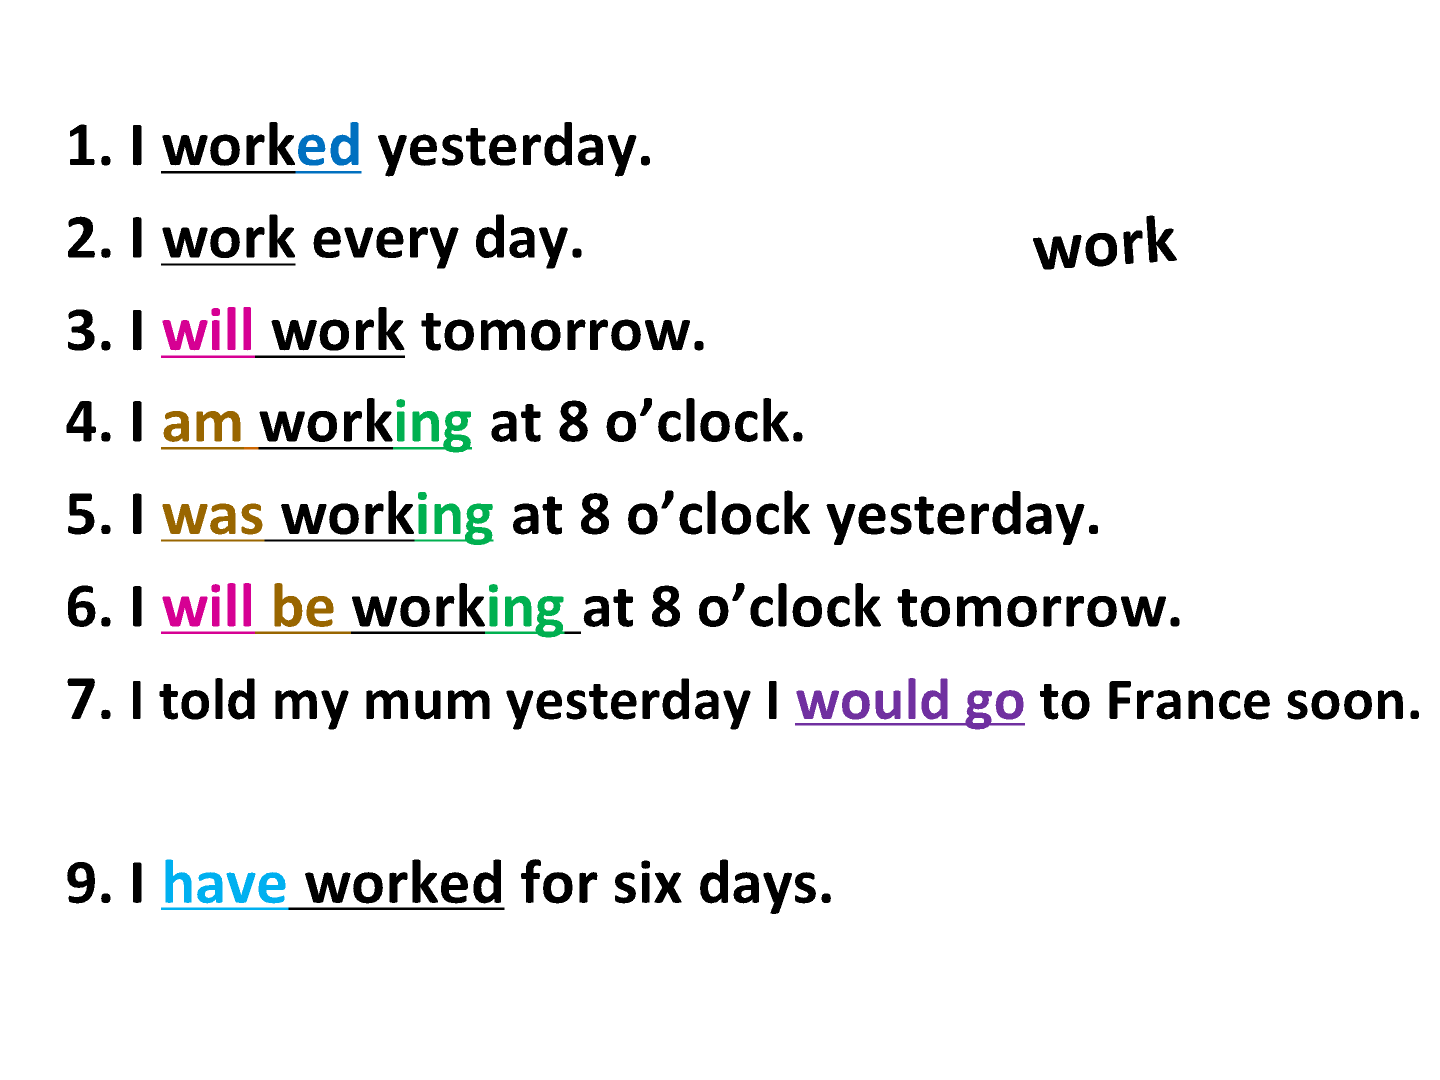 1. I worked yesterday.
2. I work every day.
work
3. I will work tomorrow.
4. I am working at 8 o’clock.
5. I was working at 8 o’clock yesterday.
6. I will be working at 8 o’clock tomorrow.
7. I told my mum yesterday I would go to France soon.
9. I have worked for six days.